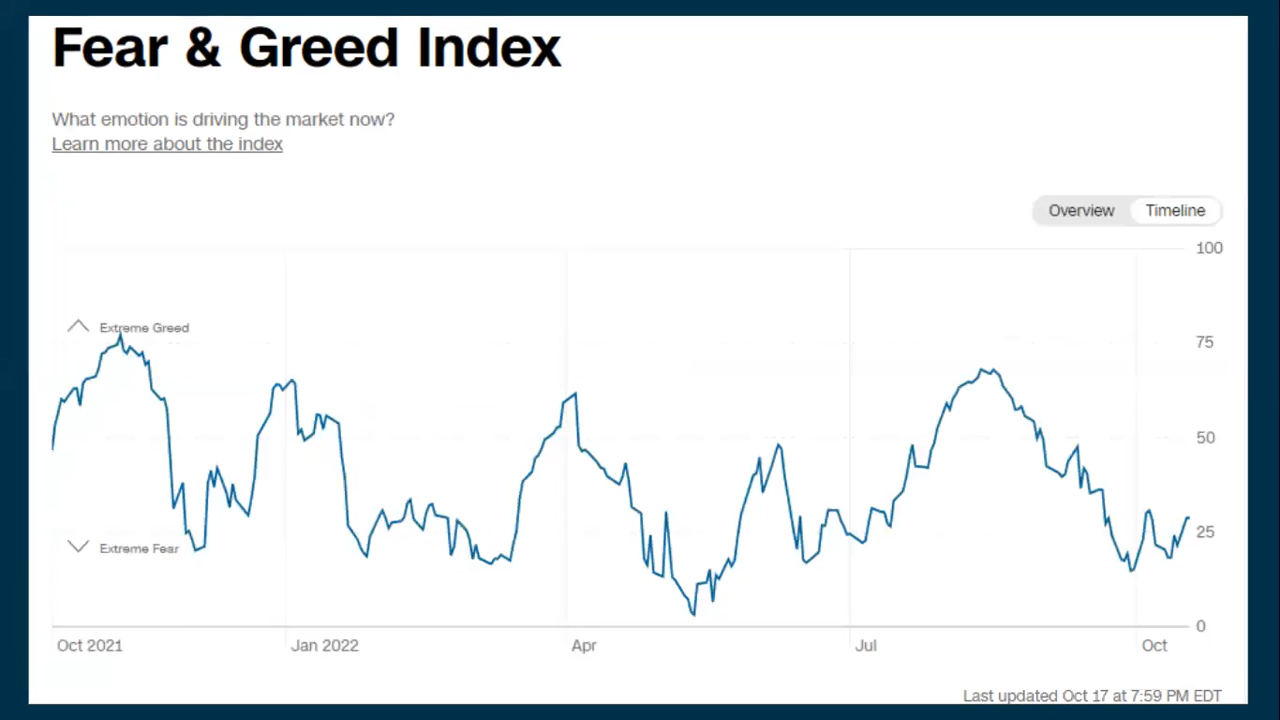 Fear & Greed Index
What emotion is driving the market now?
Learn more about the index
Overview Timeline
100
Extreme Greed
75
50
25
Extreme Fear
0
Oct 2021 Jan 2022 Apr Jul Oct
Last updated Oct 17 at 7:59 PM EDT